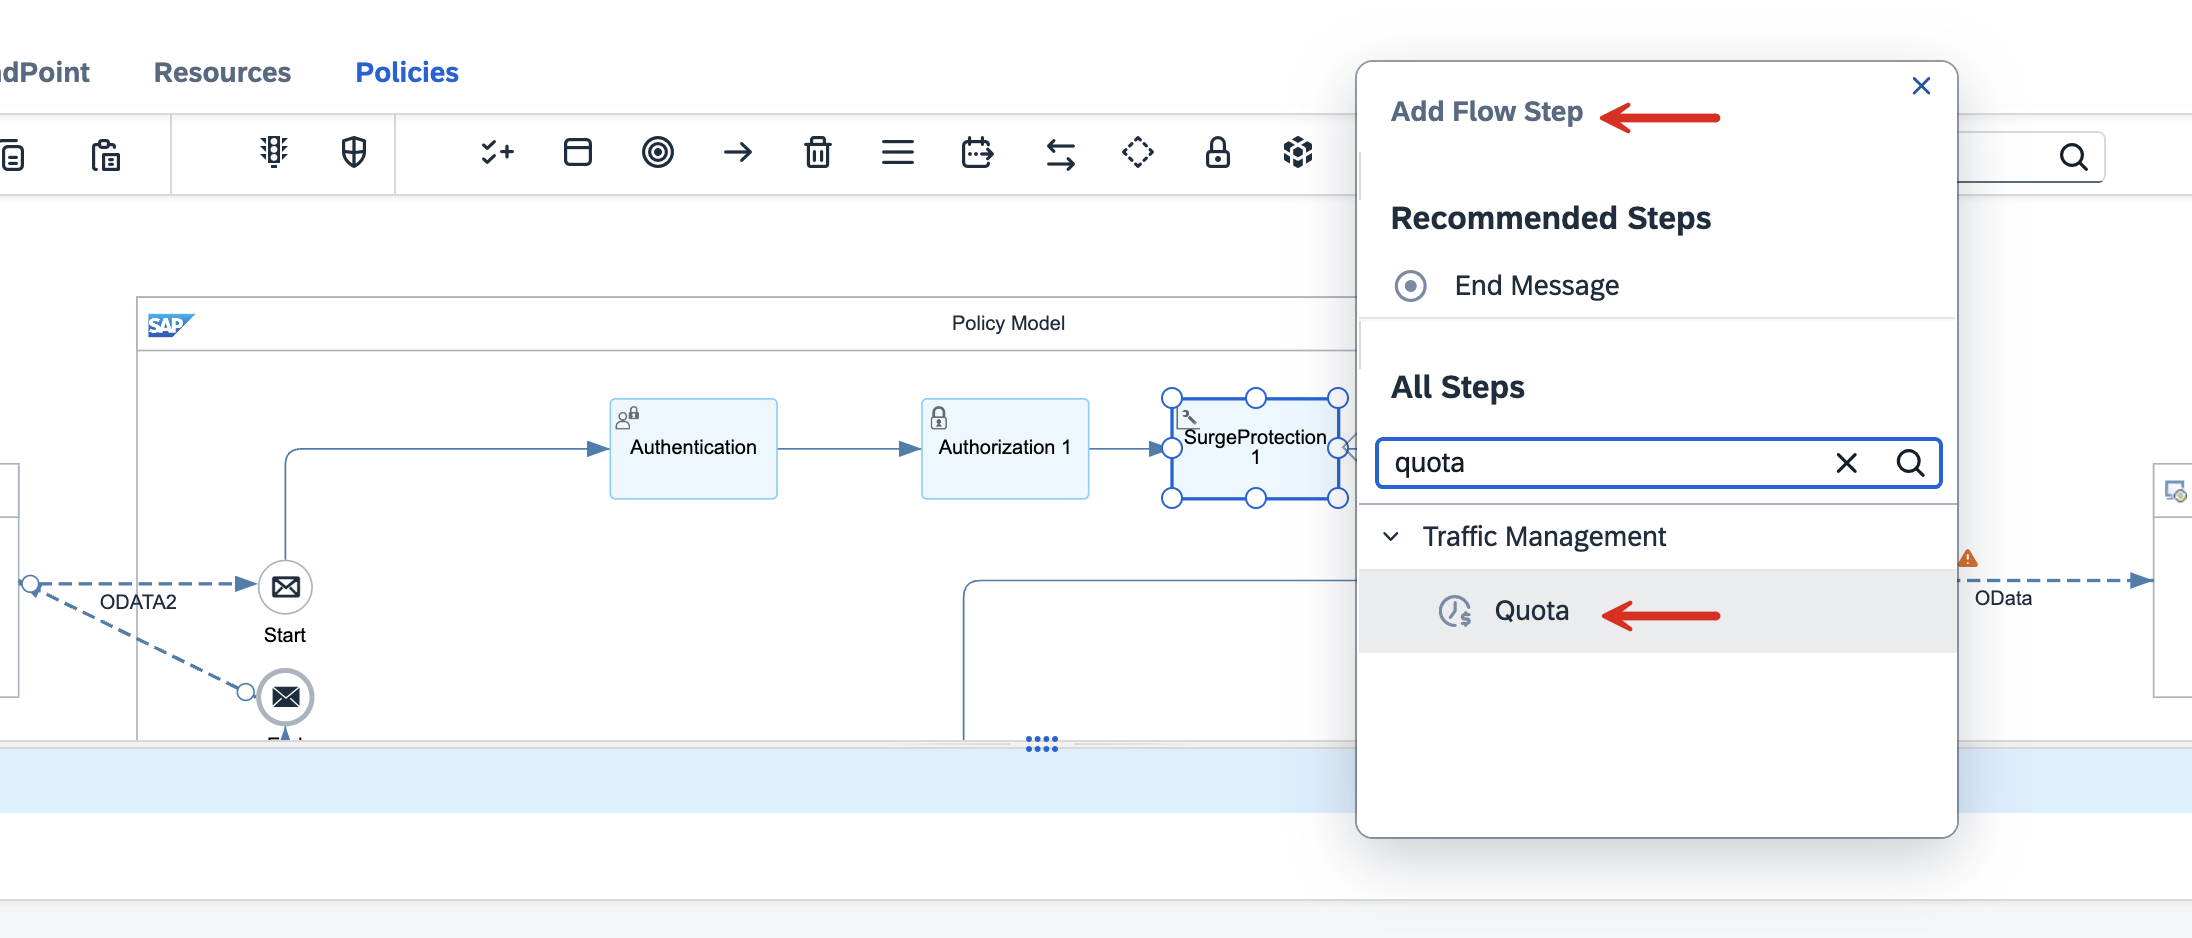 dPoint
Resources
Policies
Add Flow Step
Recommended Steps
End Message
SAP
Policy Model
All Steps
Authentication
Authorization 1
SurgeProtection
1
quota
Traffic Management
ODATA2
OData
Quota
Start